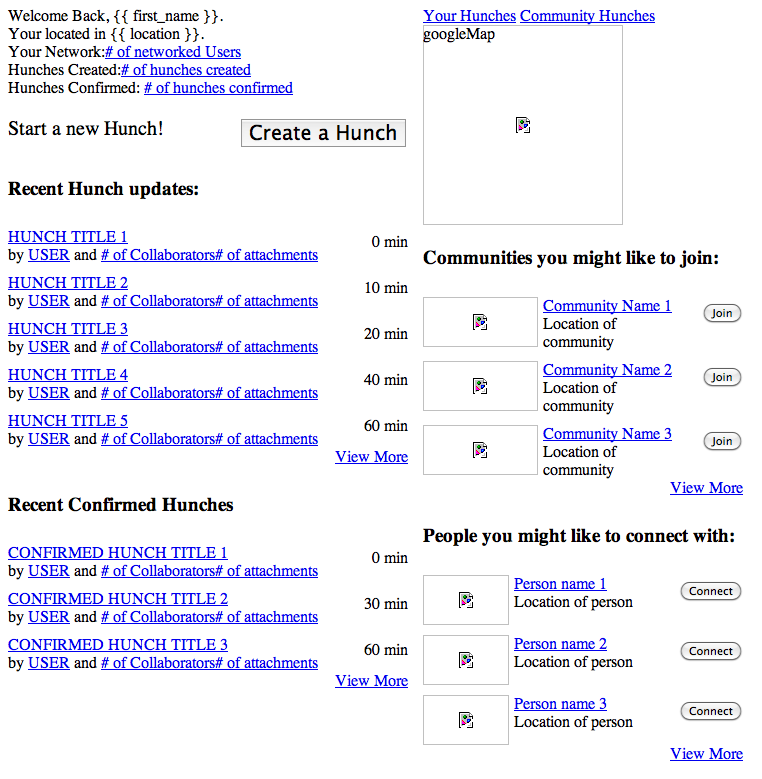 Welcome Back, {{ first_name }}.
Your located in {{ location }}.
Your Network:# of networked Users
Hunches Created:# of hunches created
Hunches Confirmed: # of hunches confirmed
Start a new Hunch! Create a Hunch
Recent Hunch updates:
HUNCH TITLE 1
0 min
by USER and # of Collaborators# of attachments
HUNCH TITLE 2
10 min
by USER and # of Collaborators# of attachments
HUNCH TITLE 3
20 min
by USER and # of Collaborators# of attachments
HUNCH TITLE 4
40 min
by USER and # of Collaborators# of attachments
HUNCH TITLE 5
60 min
by USER and # of Collaborators# of attachments
View More
Recent Confirmed Hunches
CONFIRMED HUNCH TITLE 1
0 min
by USER and # of Collaborators# of attachments
CONFIRMED HUNCH TITLE 2
30 min
by USER and # of Collaborators# of attachments
CONFIRMED HUNCH TITLE 3
60 min
by USER and # of Collaborators# of attachments
View More
Your Hunches Community Hunches
googleMap
Communities you might like to join:
Community Name 1 Join
Location of
community
Community Name 2 Join
Location of
community
Community Name 3 Join
Location of
community
View More
People you might like to connect with:
Person name 1 Connect
Location of person
Person name 2 Connect
Location of person
Person name 3 Connect
Location of person
View More